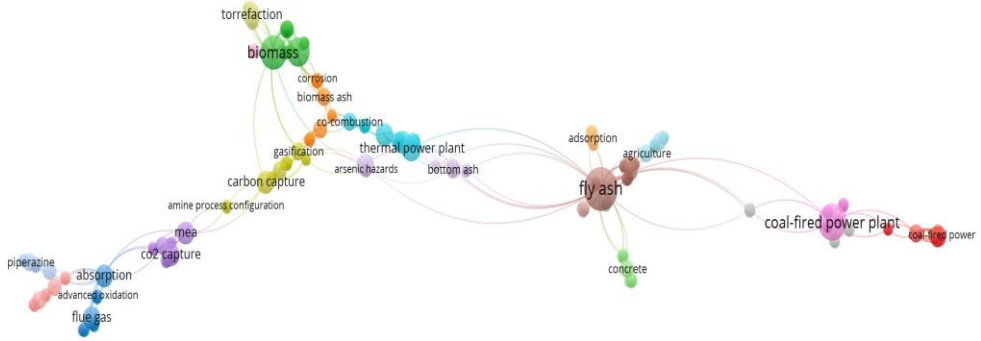 torrefaction
biomass
corrosion
biomass ash
co-combustion
thermal power plant
gasification
arsenic hazards
bottom ash
carbon capture
amine process configuration
mea
co2 capture
piperazine
absorption
advanced oxidation
flue gas
adsorption
agriculture
fly ash
concrete
coal-fired power plant
coal-fired power